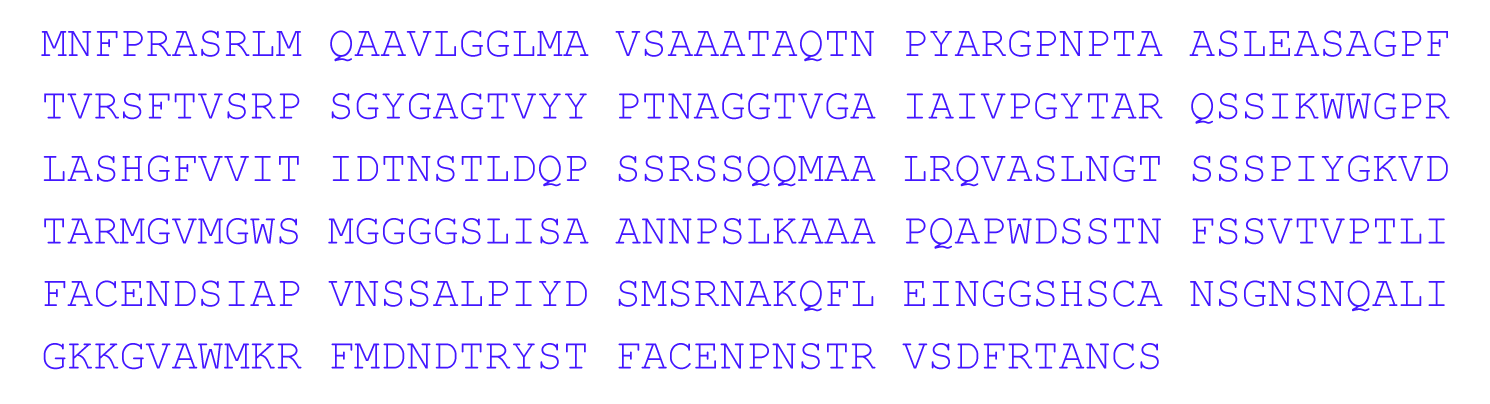 MNFPRASRLM QAAVLGGLMA VSAAATAQTN PYARGPNPTA ASLEASAGPF
TVRSFTVSRP SGYGAGTVYY PTNAGGTVGA IAIVPGYTAR QSSIKWWGPR
LASHGFVVIT IDTNSTLDQP SSRSSQQMAA LRQVASLNGT SSSPIYGKVD
TARMGVMGWS MGGGGSLISA ANNPSLKAAA PQAPWDSSTN FSSVTVPTLI
FACENDSIAP VNSSALPIYD SMSRNAKQFL EINGGSHSCA NSGNSNQALI
GKKGVAWMKR FMDNDTRYST FACENPNSTR VSDFRTANCS